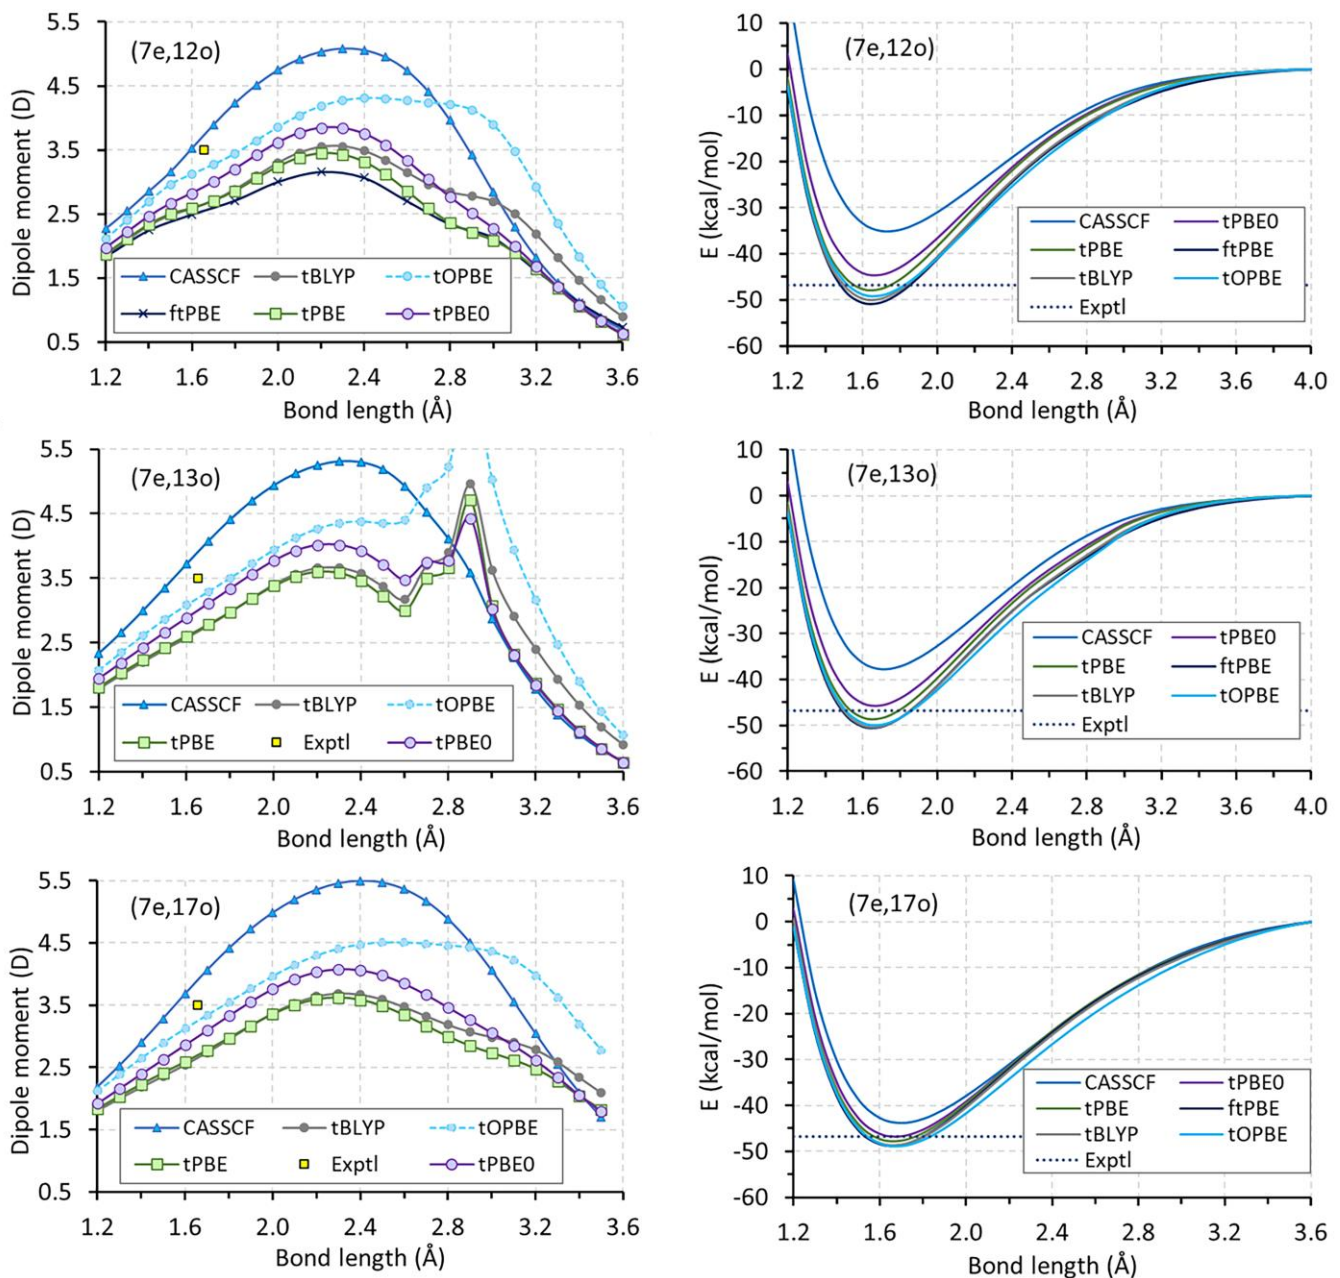 5.5
4.5
3.5
2.5
1.5
0.5
Dipole moment (D)
(7e,12o)
CASSCF tBLYP tOPBE
ftPBE tPBE tPBE0
1.2 1.6 2.0 2.4 2.8 3.2 3.6
Bond length (Å)
10
0
-10
-20
-30
-40
-50
-60
E (kcal/mol)
(7e,12o)
CASSCF tPBE0
tPBE ftPBE
tBLYP tOPBE
Exptl
1.2 1.6 2.0 2.4 2.8 3.2 3.6 4.0
Bond length (Å)
5.5
4.5
3.5
2.5
1.5
0.5
Dipole moment (D)
(7e,13o)
CASSCF tBLYP tOPBE
tPBE Exptl tPBE0
1.2 1.6 2.0 2.4 2.8 3.2 3.6
Bond length (Å)
10
0
-10
-20
-30
-40
-50
-60
E (kcal/mol)
(7e,13o)
CASSCF tPBE0
tPBE ftPBE
tBLYP tOPBE
Exptl
1.2 1.6 2.0 2.4 2.8 3.2 3.6 4.0
Bond length (Å)
5.5
4.5
3.5
2.5
1.5
0.5
Dipole moment (D)
(7e,17o)
CASSCF tBLYP tOPBE
tPBE Exptl tPBE0
1.2 1.6 2.0 2.4 2.8 3.2 3.6
Bond length (Å)
10
0
-10
-20
-30
-40
-50
-60
E (kcal/mol)
(7e,17o)
CASSCF tPBE0
tPBE ftPBE
tBLYP tOPBE
Exptl
1.2 1.6 2.0 2.4 2.8 3.2 3.6
Bond length (Å)